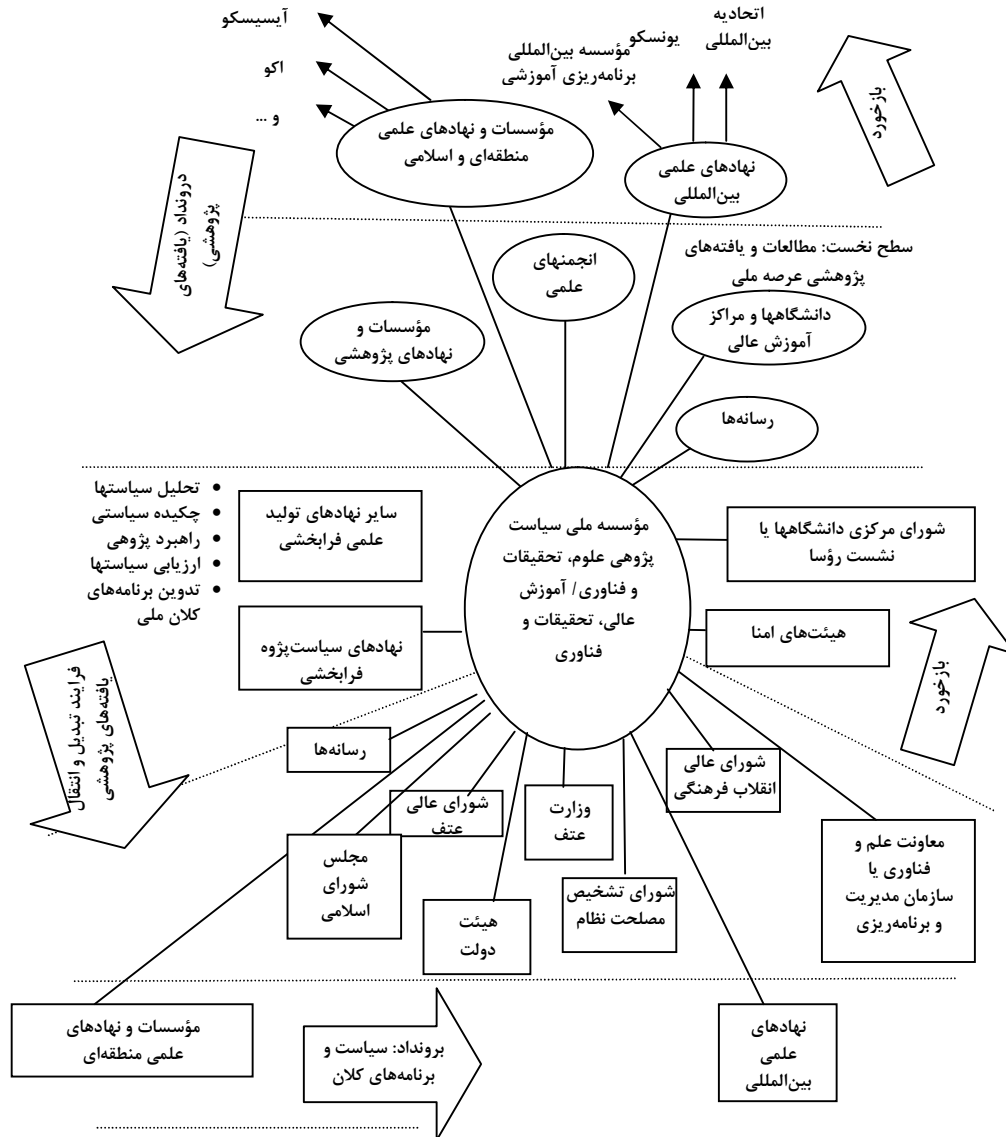 آیسیسکو
اکو
و ...
مؤسسه بین‌المللی
برنامه‌ریزی آموزشی
یونسکو
اتحادیه
بین‌المللی
بازخورد
مؤسسات و نهادهای علمی
منطقه‌ای و اسلامی
نهادهای علمی
بین‌المللی
درونداد (یافته‌های
پژوهشی)
سطح نخست: مطالعات و یافته‌های
پژوهشی عرصه ملی
انجمنهای
علمی
دانشگاهها و مراکز
آموزش عالی
مؤسسات و
نهادهای پژوهشی
رسانه‌ها
• تحلیل سیاستها
• چکیده سیاستی
• راهبرد پژوهی
• ارزیابی سیاستها
• تدوین برنامه‌های
کلان ملی
سایر نهادهای تولید
علمی فرابخشی
مؤسسه ملی سیاست
پژوهی علوم، تحقیقات
و فناوری/ آموزش
عالی، تحقیقات و
فناوری
شورای مرکزی دانشگاهها یا
نشست رؤسا
هیئت‌های امنا
نهادهای سیاست‌پژوه
فرابخشی
بازخورد
فرایند تبدیل و انتقال
یافته‌های پژوهشی
رسانه‌ها
شورای عالی
عتف
وزارت
عتف
شورای عالی
انقلاب فرهنگی
مجلس
شورای
اسلامی
هیئت
دولت
شورای تشخیص
مصلحت نظام
معاونت علم و
فناوری یا
سازمان مدیریت
و برنامه‌ریزی
مؤسسات و نهادهای
علمی منطقه‌ای
برونداد: سیاست و
برنامه‌های کلان
نهادهای
علمی
بین‌المللی